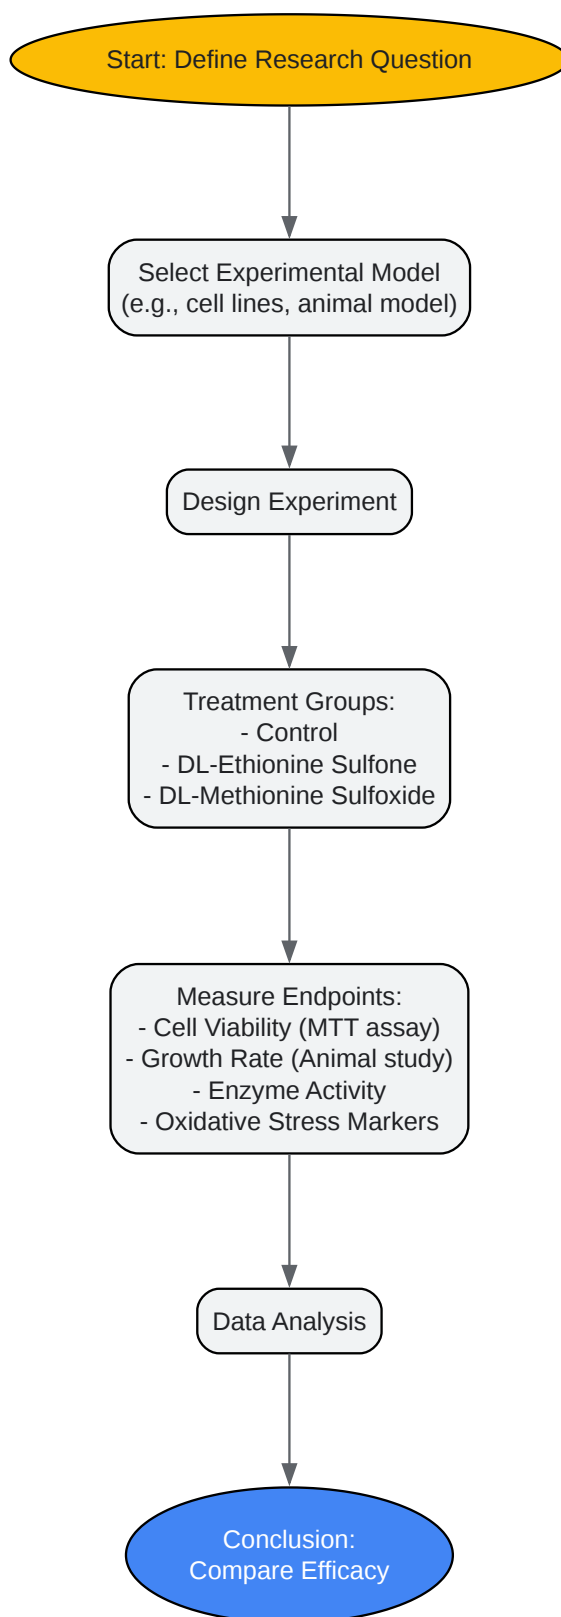 Start: Define Research Question
Select Experimental Model
(e.g., cell lines, animal model)
Design Experiment
Treatment Groups:
- Control
- DL-Ethionine Sulfone
- DL-Methionine Sulfoxide
Measure Endpoints:
- Cell Viability (MTT assay)
- Growth Rate (Animal study)
- Enzyme Activity
- Oxidative Stress Markers
Data Analysis
Conclusion:
Compare Efficacy